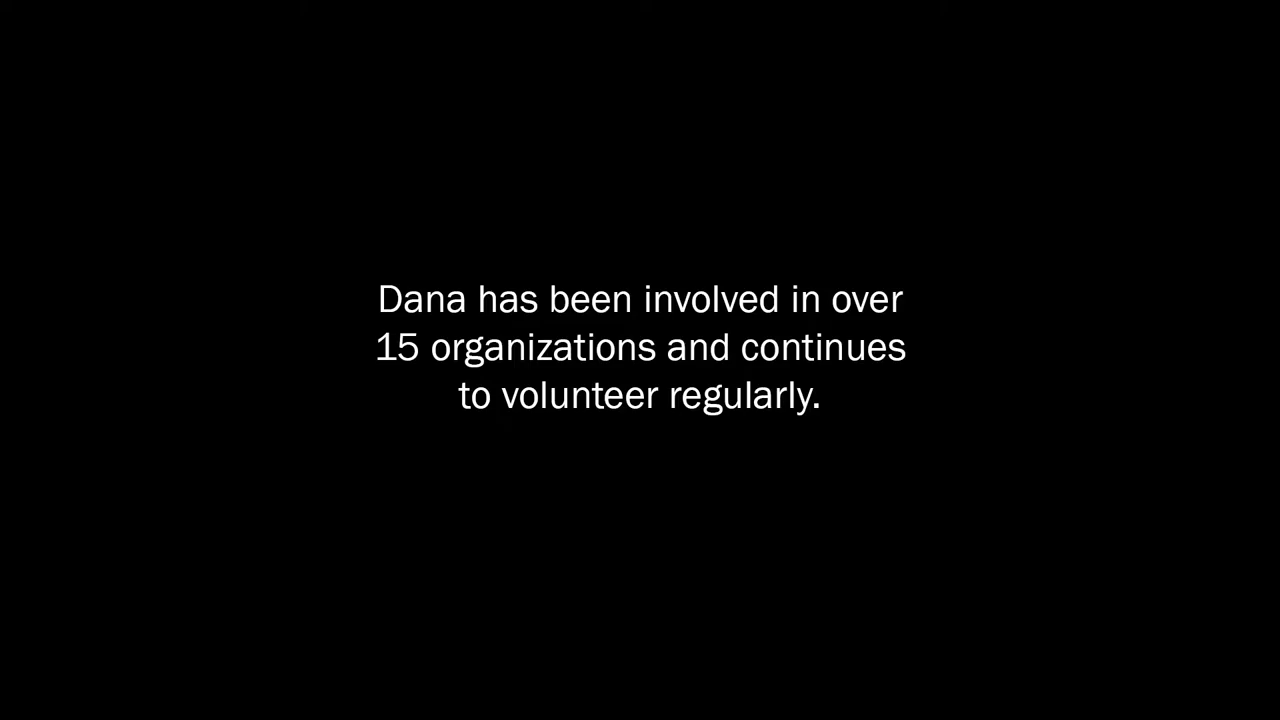 Dana has been involved in over
15 organizations and continues
to volunteer regularly.